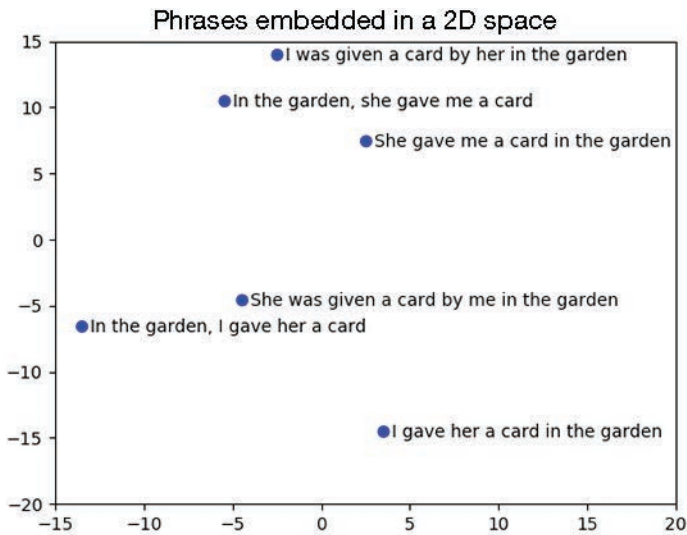 Phrases embedded in a 2D space
15
I was given a card by her in the garden
10
In the garden, she gave me a card
She gave me a card in the garden
5
0
−5
She was given a card by me in the garden
In the garden, I gave her a card
−10
−15
I gave her a card in the garden
−20
−15 −10 −5 0 5 10 15 20